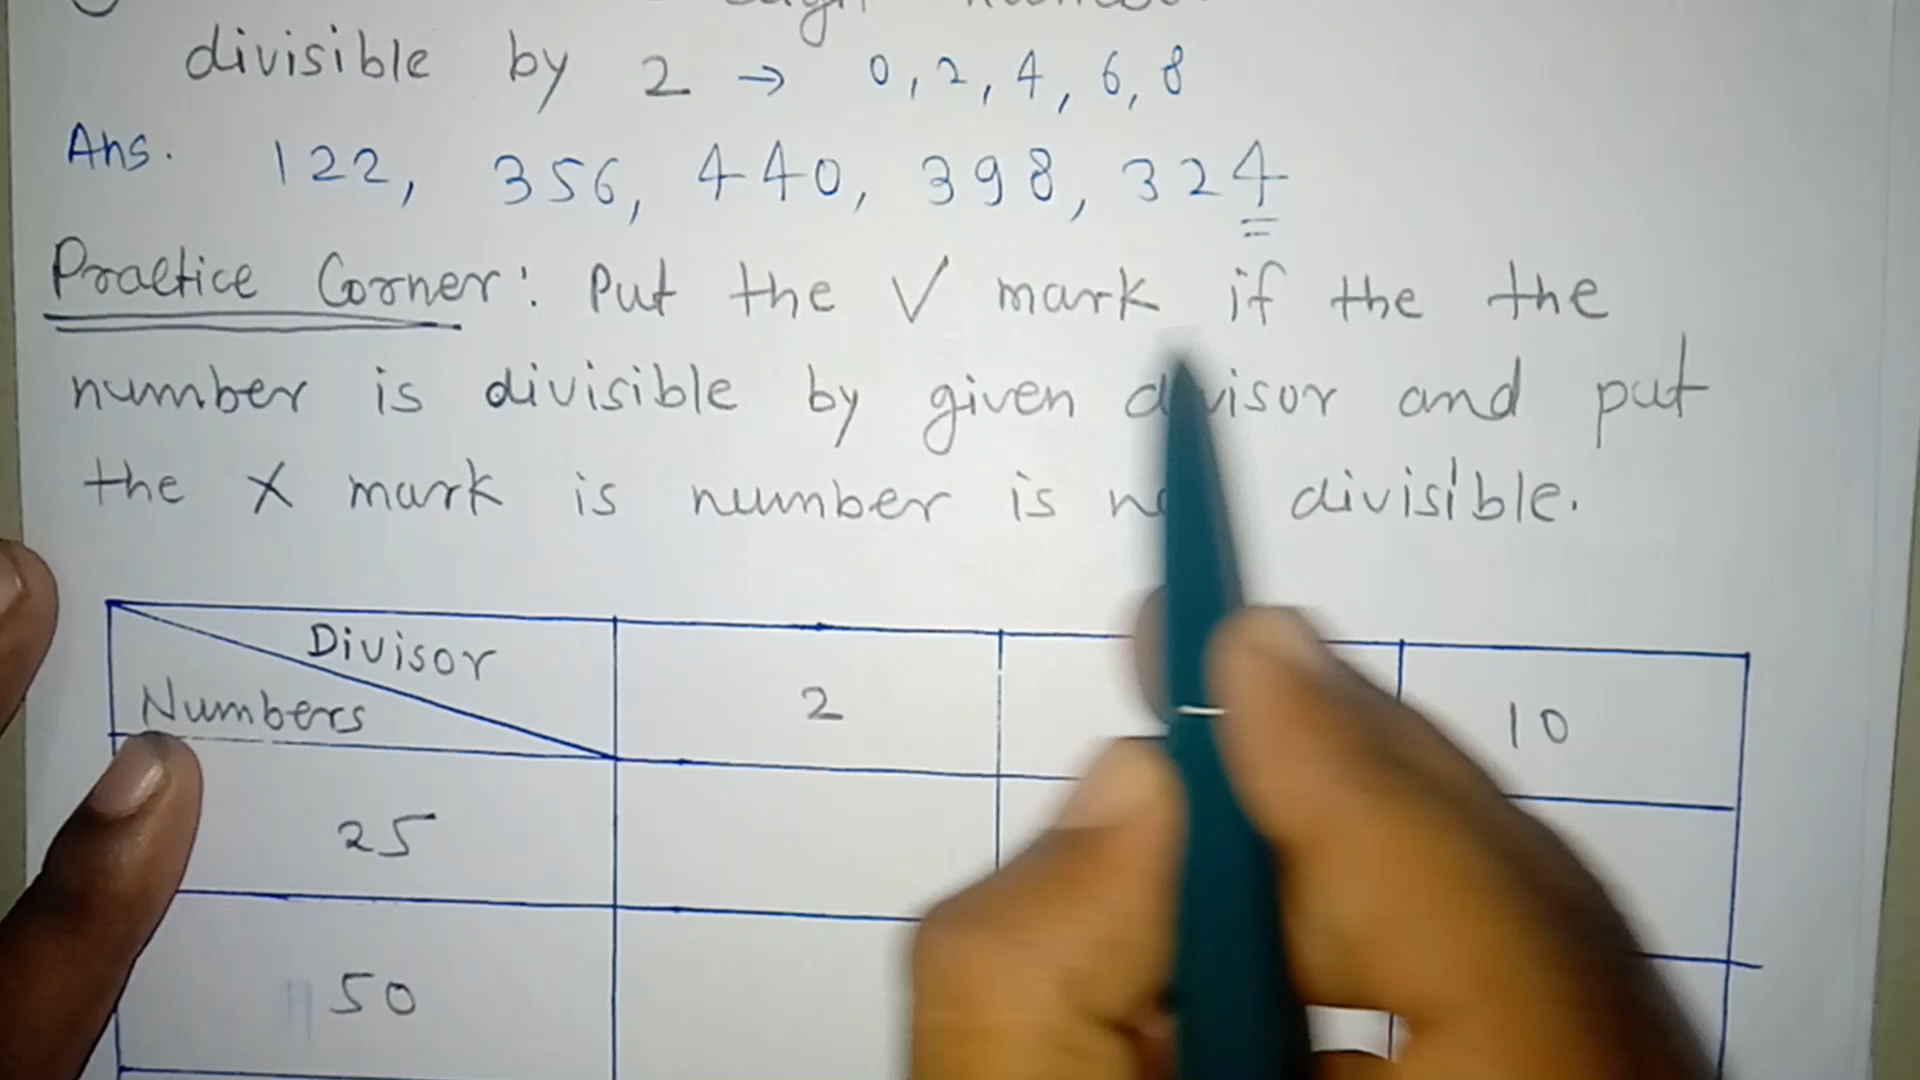 divisible by 2 → 0, 2, 4, 6, 8
Ans. 122, 356, 440, 398, 324
Practice Corner: Put the √ mark if the the
number is divisible by given divisor and put
the X mark is number is divisible.
Divisor
Numbers
2
10
25
50